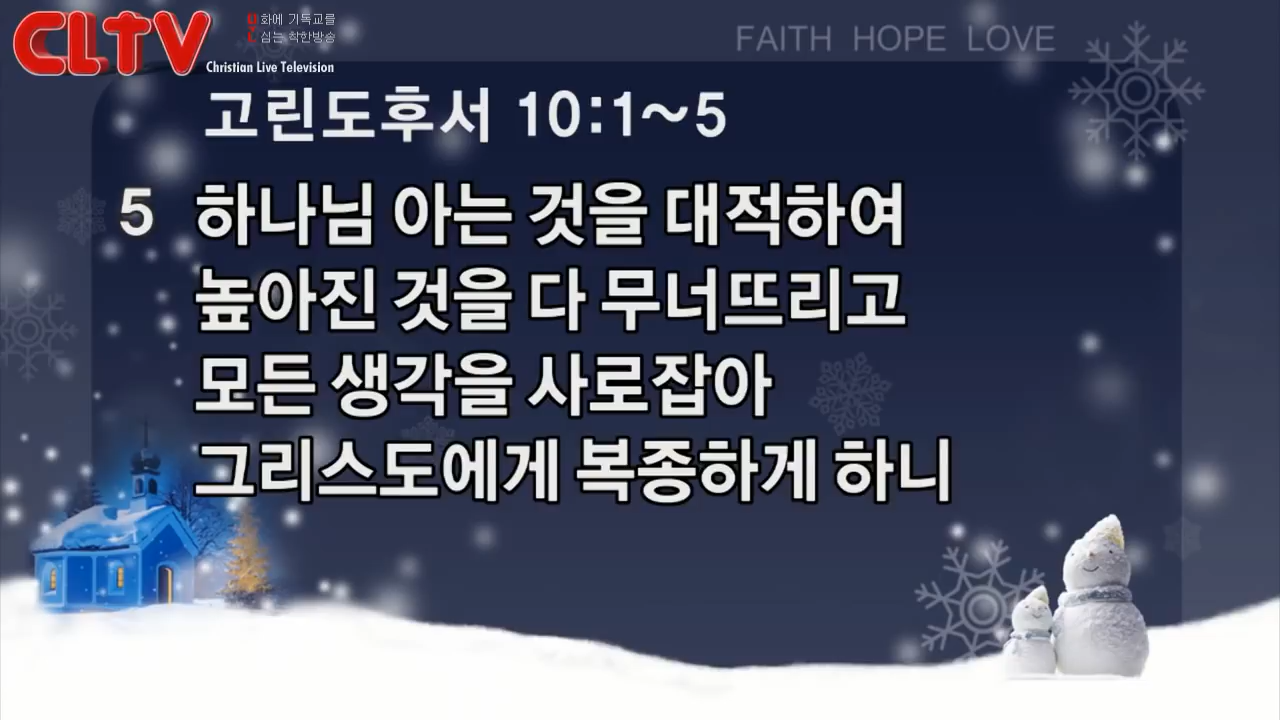 CLTV
문화에 기독교를
심는 착한방송
Christian Live Television
FAITH HOPE LOVE
고린도후서 10:1~5
5 하나님 아는 것을 대적하여
높아진 것을 다 무너뜨리고
모든 생각을 사로잡아
그리스도에게 복종하게 하니